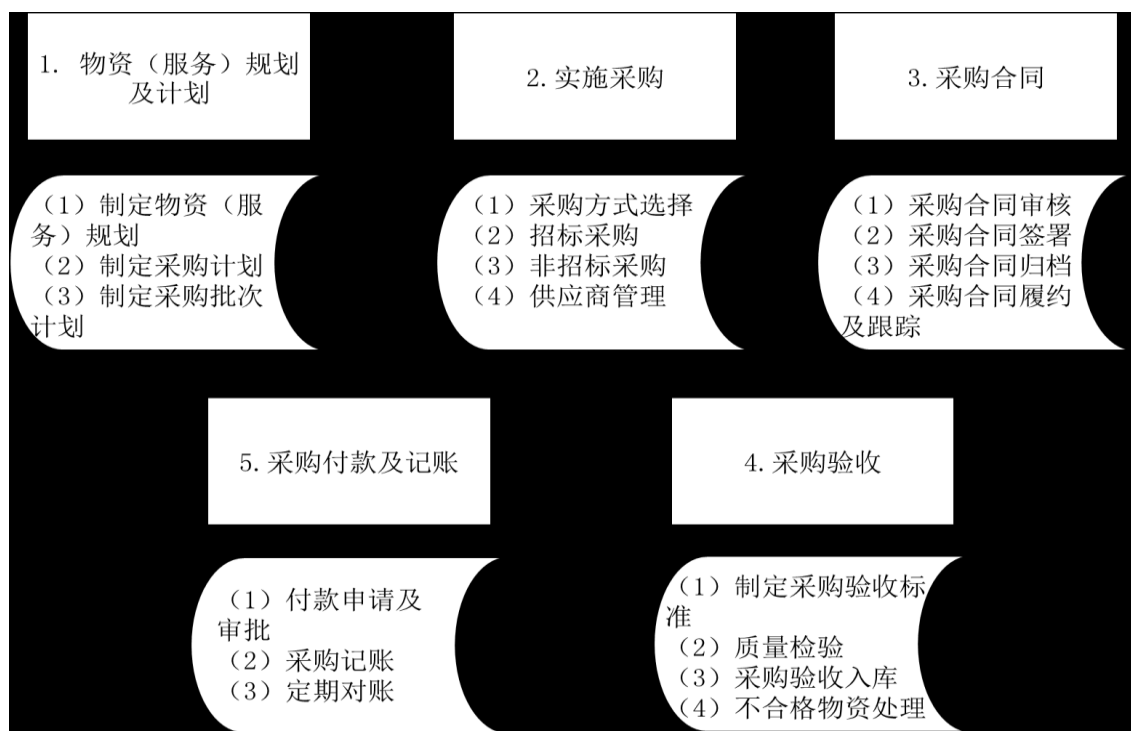 1. 物资（服务）规划
及计划
2.实施采购
3.采购合同
（1）制定物资（服
务）规划
（2）制定采购计划
（3）制定采购批次
计划
（1）采购方式选择
（2）招标采购
（3）非招标采购
（4）供应商管理
（1）采购合同审核
（2）采购合同签署
（3）采购合同归档
（4）采购合同履约
及跟踪
5.采购付款及记账
4.采购验收
（1）付款申请及
审批
（2）采购记账
（3）定期对账
（1）制定采购验收标
准
（2）质量检验
（3）采购验收入库
（4）不合格物资处理